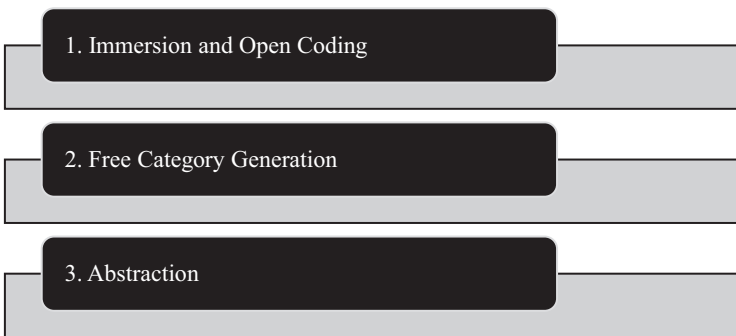 1. Immersion and Open Coding
2. Free Category Generation
3. Abstraction